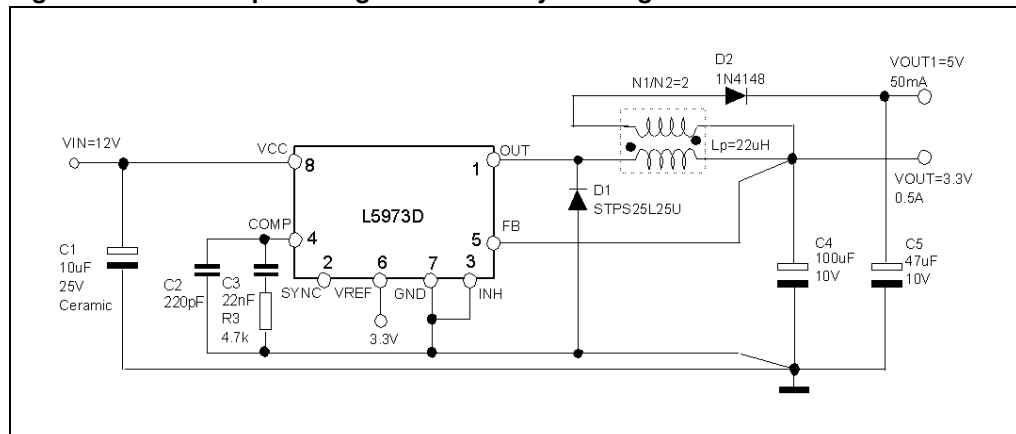 D2
1N4148
N1/N2=2
VOUT1=5V
50mA
VIN=12V
VCC
8
OUT
1
Lp=22uH
VOUT=3.3V
0.5A
D1
STPS25L25U
L5973D
COMP
4
FB
5
2
6
7
3
SYNC
VREF
GND
INH
3.3V
C1
10uF
25V
Ceramic
C2
220pF
C3
22nF
R3
4.7k
C4
100uF
10V
C5
47uF
10V